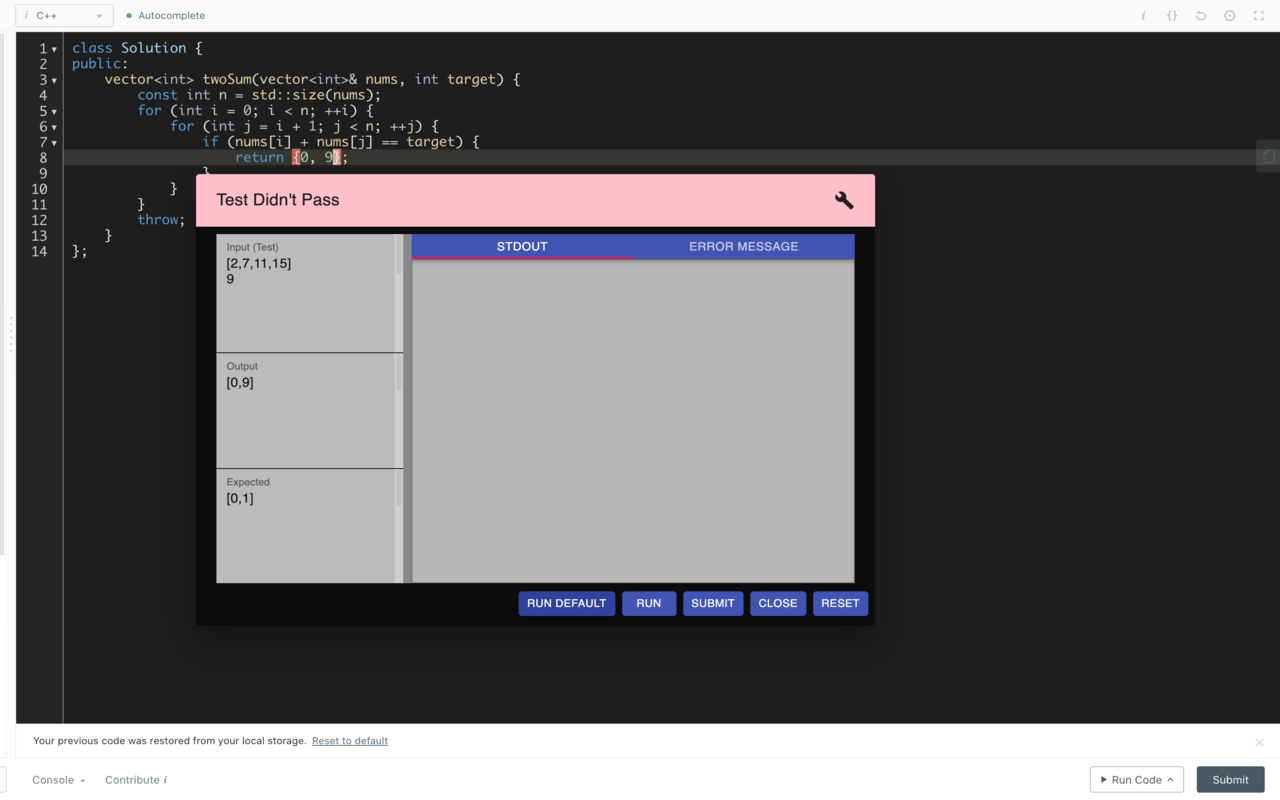 i C++
Autocomplete
i {}
1 class Solution {
2 public:
3     vector<int> twoSum(vector<int>& nums, int target) {
4         const int n = std::size(nums);
5         for (int i = 0; i < n; ++i) {
6             for (int j = i + 1; j < n; ++j) {
7                 if (nums[i] + nums[j] == target) {
8                     return {0, 9};
9                 }
10             }
11         }
12         throw;
13     }
14 };
Test Didn't Pass
Input (Test)
[2,7,11,15]
9
Output
[0,9]
Expected
[0,1]
STDOUT
ERROR MESSAGE
RUN DEFAULT
RUN
SUBMIT
CLOSE
RESET
Your previous code was restored from your local storage. Reset to default
Console
Contribute i
Run Code
Submit